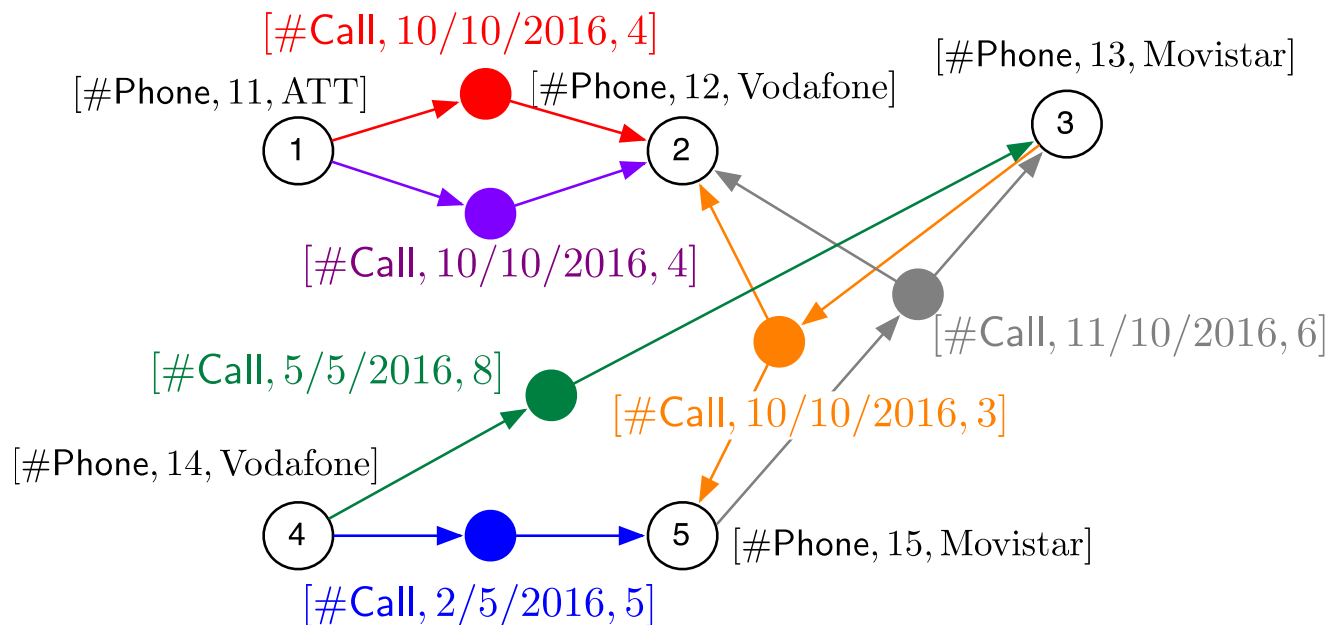 [#Call, 10/10/2016, 4]
[#Phone, 13, Movistar]
[#Phone, 11, ATT]
[#Phone, 12, Vodafone]
1
2
3
[#Call, 10/10/2016, 4]
[#Call, 11/10/2016, 6]
[#Call, 5/5/2016, 8]
[#Call, 10/10/2016, 3]
[#Phone, 14, Vodafone]
4
5
[#Phone, 15, Movistar]
[#Call, 2/5/2016, 5]